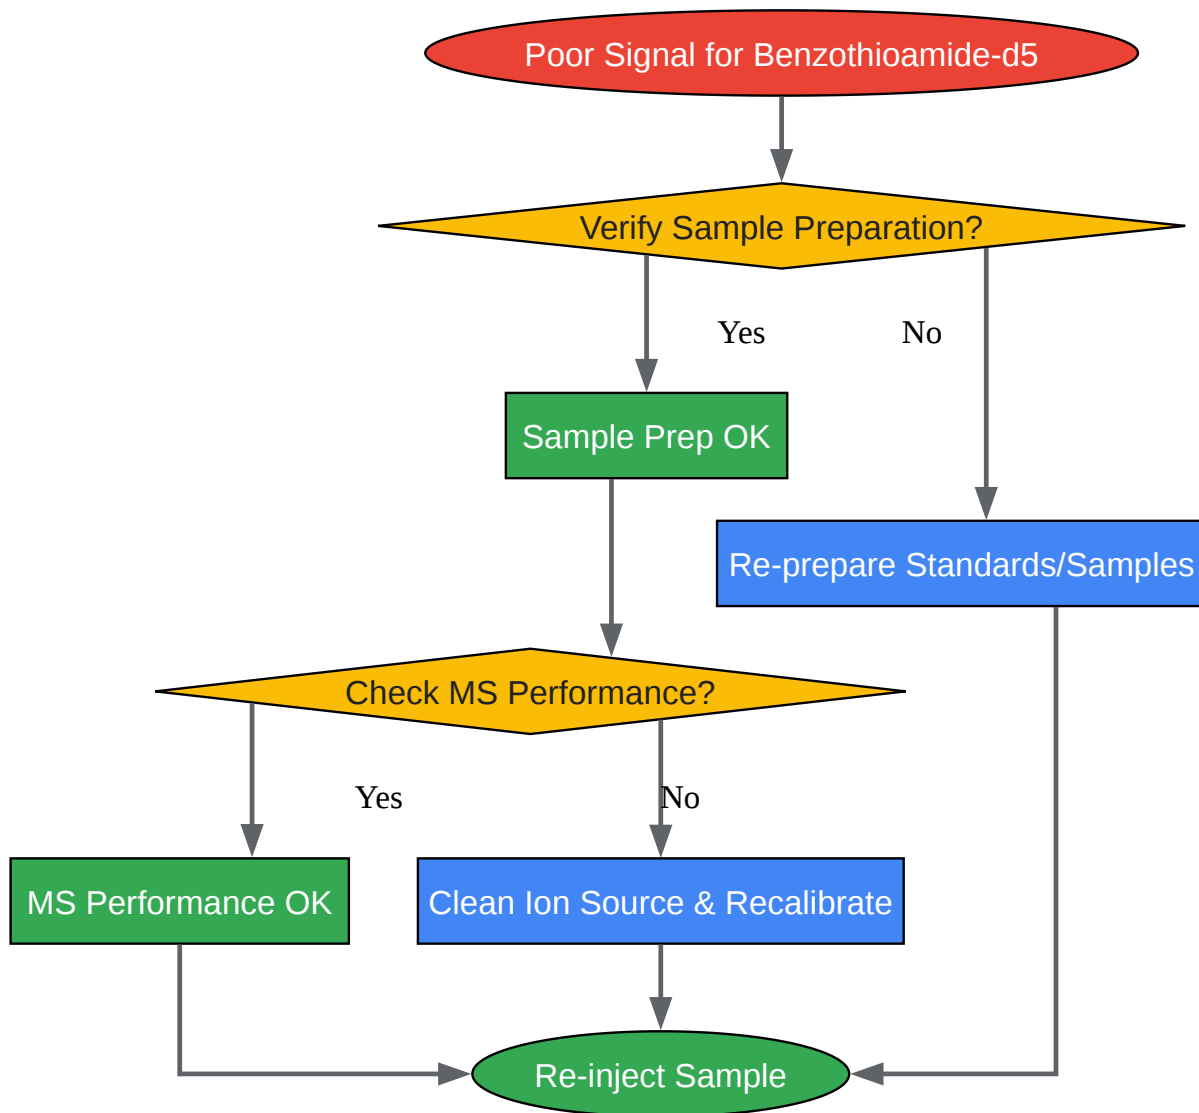 Poor Signal for Benzothioamide-d5
Verify Sample Preparation?
Yes
No
Sample Prep OK
Re-prepare Standards/Samples
Check MS Performance?
Yes
No
MS Performance OK
Clean Ion Source & Recalibrate
Re-inject Sample